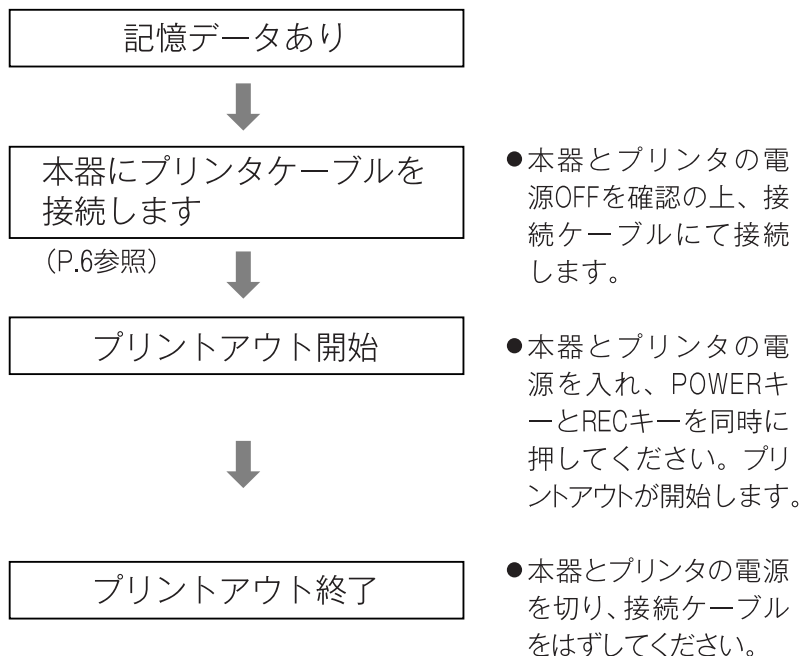 記憶データあり
本器にプリンタケーブルを
接続します
(P.6参照)
●本器とプリンタの電
源OFFを確認の上、接
続ケーブルにて接続
します。
プリントアウト開始
●本器とプリンタの電
源を入れ、POWERキ
ーとRECキーを同時に
押してください。プリ
ントアウトが開始します。
プリントアウト終了
●本器とプリンタの電源
を切り、接続ケーブル
をはずしてください。